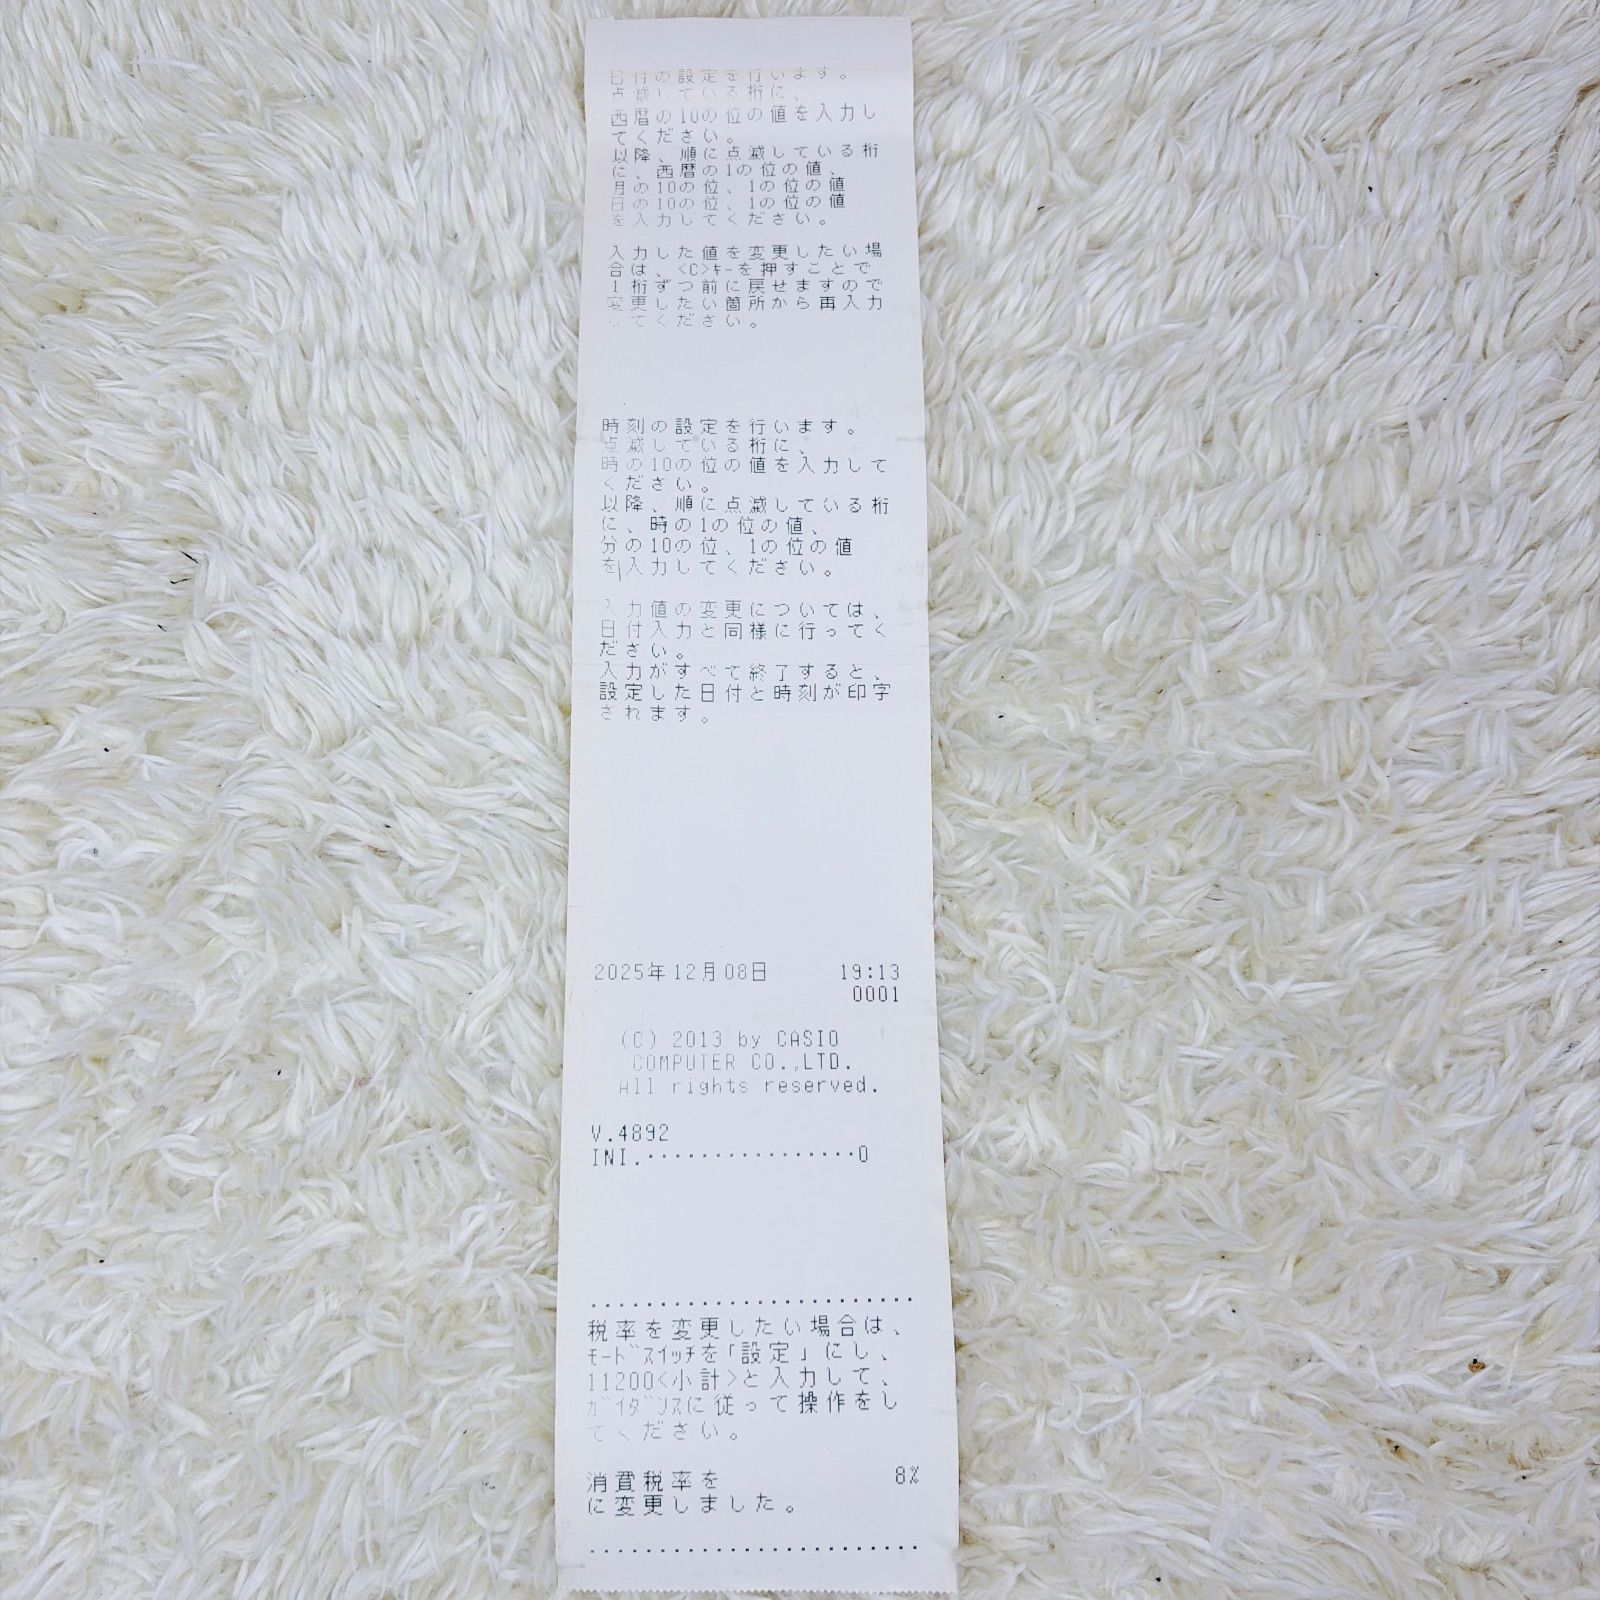 日付の設定を行います。
点滅している桁に、
西暦の10の位の値を入力し
てください。
以降、順に点滅している桁
に、西暦の1の位の値、
月の10の位、1の位の値
日の10の位、1の位の値
を入力してください。
入力した値を変更したい場
合は、<C>ｷｰを押すことで
1桁ずつ前に戻せますので
変更したい箇所から再入力
してください。
時刻の設定を行います。
点滅している桁に、
時の10の位の値を入力して
ください。
以降、順に点滅している桁
に、時の1の位の値、
分の10の位、1の位の値
を入力してください。
入力値の変更については、
日付入力と同様に行ってく
ださい。
入力がすべて終了すると、
設定した日付と時刻が印字
されます。
2025年12月08日 19:13
0001
(C) 2013 by CASIO
COMPUTER CO.,LTD.
All rights reserved.
V.4892
INI.················0
························
税率を変更したい場合は、
ﾓｰﾄﾞｽｲｯﾁを「設定」にし、
11200<小計>と入力して、
ｶﾞｲﾀﾞﾝｽに従って操作をし
てください。
消費税率を 8%
に変更しました。
························